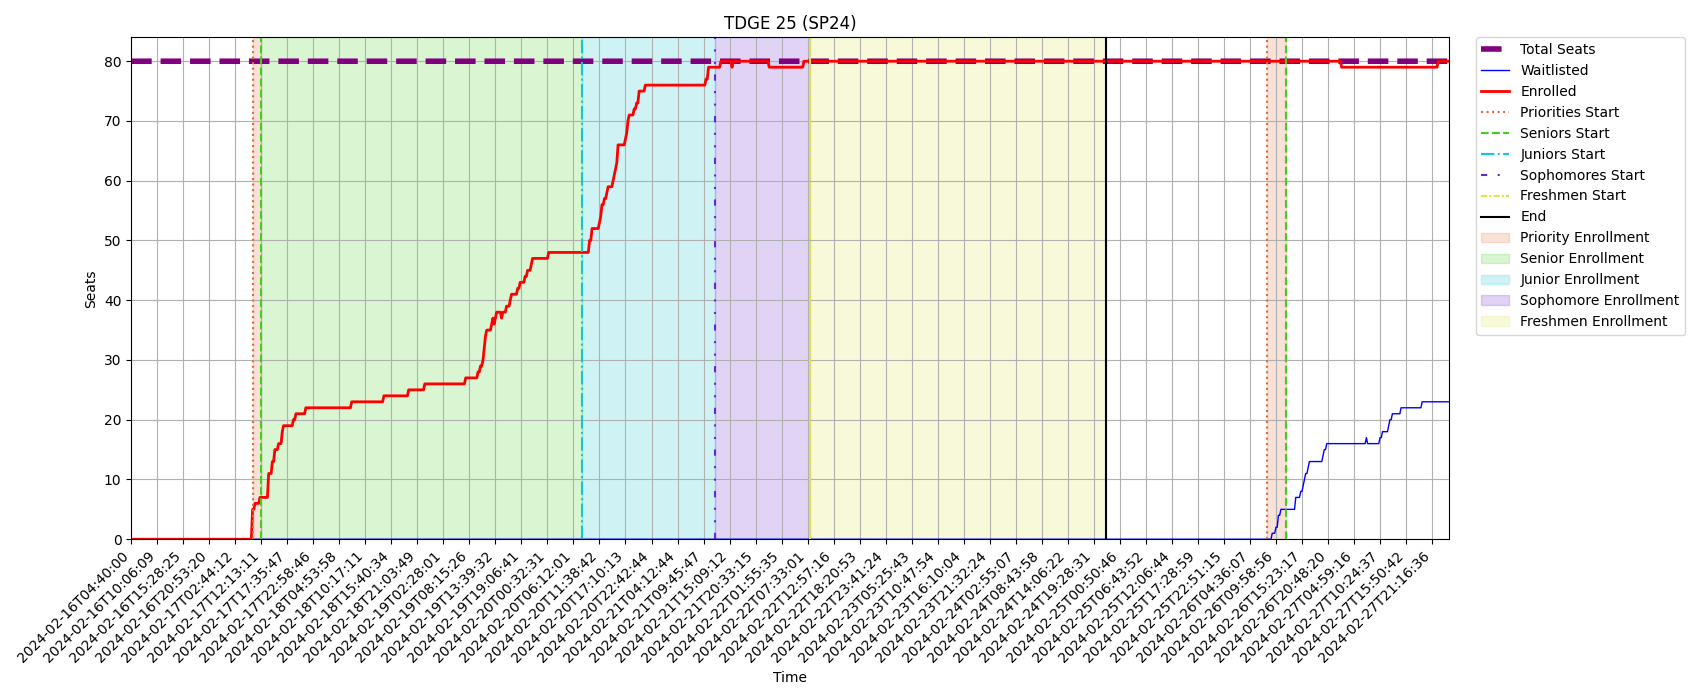 TDGE 25 (SP24)
Seats
80
70
60
50
40
30
20
10
0
2024-02-16T04:40:00
2024-02-16T10:06:09
2024-02-16T15:28:25
2024-02-16T20:53:20
2024-02-17T02:44:12
2024-02-17T12:13:11
2024-02-17T17:35:47
2024-02-17T22:58:46
2024-02-18T04:53:58
2024-02-18T10:17:11
2024-02-18T15:40:34
2024-02-18T21:03:49
2024-02-19T02:28:01
2024-02-19T08:15:26
2024-02-19T13:39:32
2024-02-19T19:06:41
2024-02-20T00:32:31
2024-02-20T06:12:01
2024-02-20T11:38:42
2024-02-20T17:10:13
2024-02-20T22:42:44
2024-02-21T04:12:44
2024-02-21T09:45:47
2024-02-21T15:09:12
2024-02-21T20:33:15
2024-02-22T01:55:35
2024-02-22T07:33:01
2024-02-22T12:57:16
2024-02-22T18:20:53
2024-02-22T23:41:24
2024-02-23T05:25:43
2024-02-23T10:47:54
2024-02-23T16:10:04
2024-02-23T21:32:24
2024-02-24T02:55:07
2024-02-24T08:43:58
2024-02-24T14:06:22
2024-02-24T19:28:31
2024-02-25T00:50:46
2024-02-25T06:43:52
2024-02-25T12:06:44
2024-02-25T17:28:59
2024-02-25T22:51:15
2024-02-26T04:36:07
2024-02-26T09:58:56
2024-02-26T15:23:17
2024-02-26T20:48:20
2024-02-27T04:59:16
2024-02-27T10:24:37
2024-02-27T15:50:42
2024-02-27T21:16:36
Time
Total Seats
Waitlisted
Enrolled
Priorities Start
Seniors Start
Juniors Start
Sophomores Start
Freshmen Start
End
Priority Enrollment
Senior Enrollment
Junior Enrollment
Sophomore Enrollment
Freshmen Enrollment